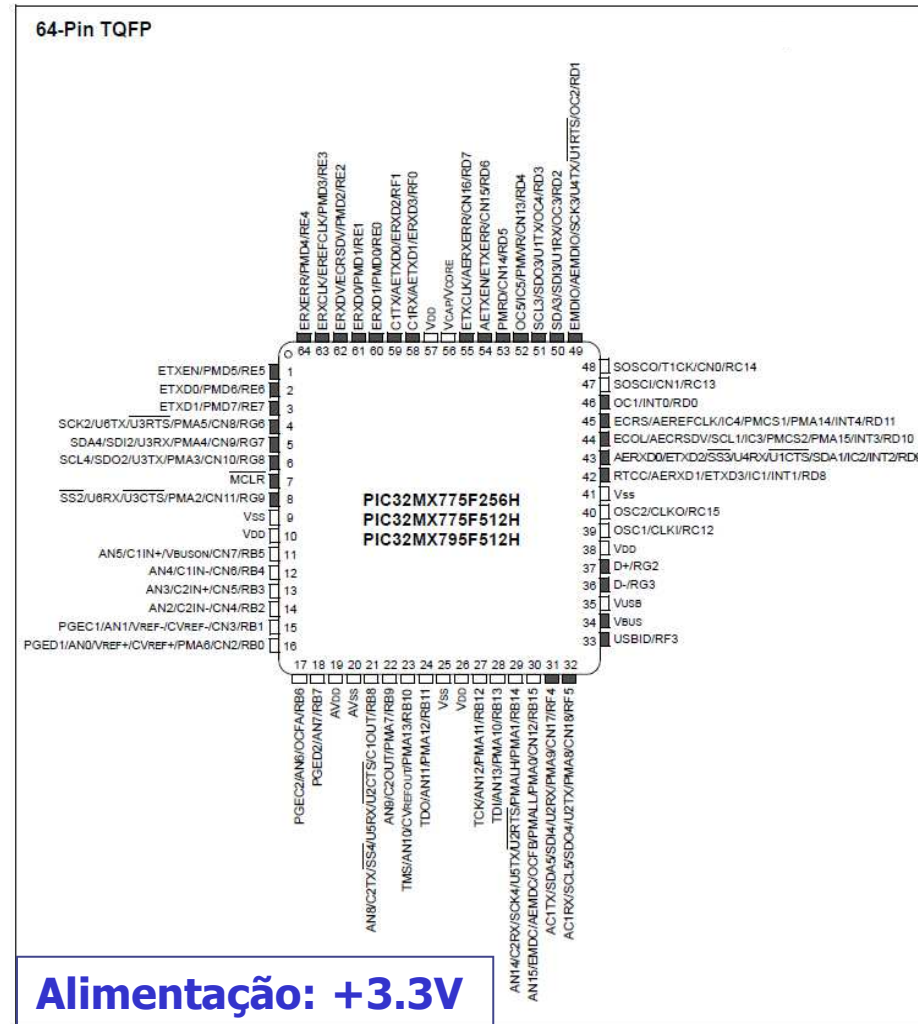 64-Pin TQFP
ERXERR/PMD4/RE4
ERXCLK/EREFCLK/PMD3/RE3
ERXDV/ECRSDV/PMD2/RE2
ERXD0/PMD1/RE1
ERXD1/PMD0/RE0
C1TX/AETXD0/ERXD2/RF1
C1RX/AETXD1/ERXD3/RF0
VDD
VCAP/VCORE
ETXCLK/AERXERR/CN16/RD7
AETXEN/ETXERR/CN15/RD6
PMRD/CN14/RD5
OC5/IC5/PMWR/CN13/RD4
SCL3/SDO3/U1TX/OC4/RD3
SDA3/SDI3/U1RX/OC3/RD2
EMDIO/AEMDIO/SCK3/U4TX/U1RTS/OC2/RD1
64 63 62 61 60 59 58 57 56 55 54 53 52 51 50 49
ETXEN/PMD5/RE5 1
ETXD0/PMD6/RE6 2
ETXD1/PMD7/RE7 3
SCK2/U6TX/U3RTS/PMA5/CN8/RG6 4
SDA4/SDI2/U3RX/PMA4/CN9/RG7 5
SCL4/SDO2/U3TX/PMA3/CN10/RG8 6
MCLR 7
SS2/U6RX/U3CTS/PMA2/CN11/RG9 8
VSS 9
VDD 10
AN5/C1IN+/VBUSON/CN7/RB5 11
AN4/C1IN-/CN6/RB4 12
AN3/C2IN+/CN5/RB3 13
AN2/C2IN-/CN4/RB2 14
PGEC1/AN1/VREF-/CVREF-/CN3/RB1 15
PGED1/AN0/VREF+/CVREF+/PMA6/CN2/RB0 16
PIC32MX775F256H
PIC32MX775F512H
PIC32MX795F512H
48 SOSCO/T1CK/CN0/RC14
47 SOSCI/CN1/RC13
46 OC1/INT0/RD0
45 ECRS/AEREFCLK/IC4/PMCS1/PMA14/INT4/RD11
44 ECOL/AECRSDV/SCL1/IC3/PMCS2/PMA15/INT3/RD10
43 AERXD0/ETXD2/SS3/U4RX/U1CTS/SDA1/IC2/INT2/RD9
42 RTCC/AERXD1/ETXD3/IC1/INT1/RD8
41 Vss
40 OSC2/CLKO/RC15
39 OSC1/CLKI/RC12
38 VDD
37 D+/RG2
36 D-/RG3
35 VUSB
34 VBUS
33 USBID/RF3
17 18 19 20 21 22 23 24 25 26 27 28 29 30 31 32
PGEC2/AN6/OCFA/RB6
PGED2/AN7/RB7
AVDD
AVSS
AN8/C2TX/SS4/U5RX/U2CTS/C1OUT/RB8
AN9/C2OUT/PMA7/RB9
TMS/AN10/CVREFOUT/PMA13/RB10
TDO/AN11/PMA12/RB11
VSS
VDD
TCK/AN12/PMA11/RB12
TDI/AN13/PMA10/RB13
AN14/C2RX/SCK4/U5TX/U2RTS/PMALH/PMA1/RB14
AN15/EMDC/AEMDC/OCFB/PMALL/PMA0/CN12/RB15
AC1TX/SDA5/SDI4/U2RX/PMA9/CN17/RF4
AC1RX/SCL5/SDO4/U2TX/PMA8/CN18/RF5
Alimentação: +3.3V